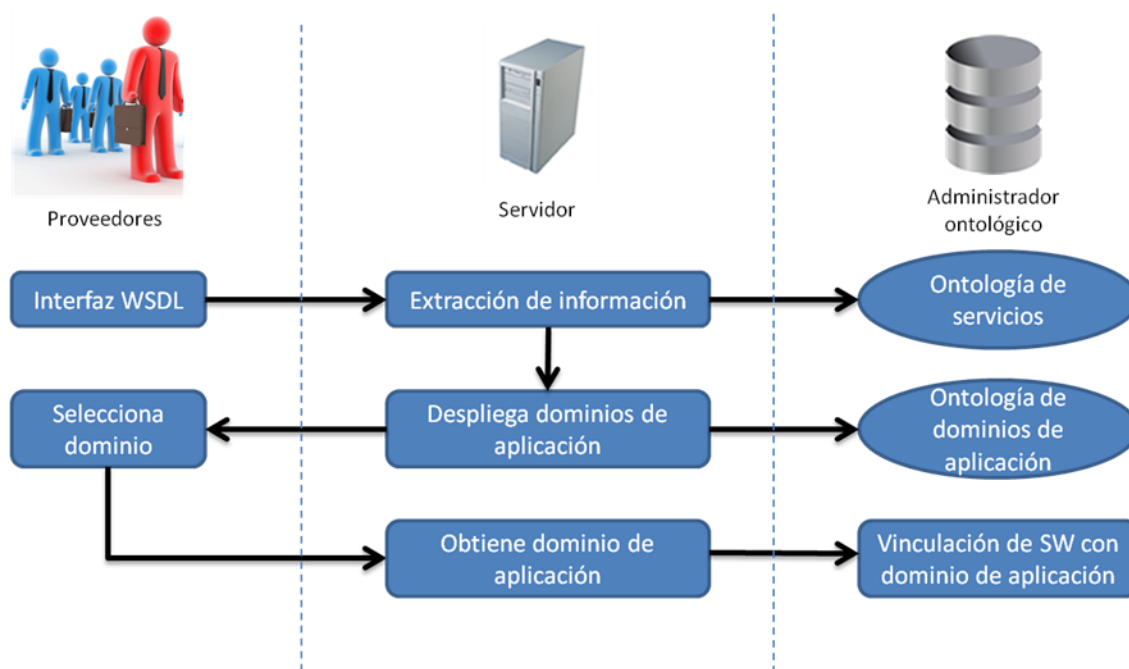 Proveedores
Servidor
Administrador
ontológico
Interfaz WSDL
Extracción de información
Ontología de
servicios
Selecciona
dominio
Despliega dominios de
aplicación
Ontología de
dominios de
aplicación
Obtiene dominio de
aplicación
Vinculación de SW con
dominio de aplicación